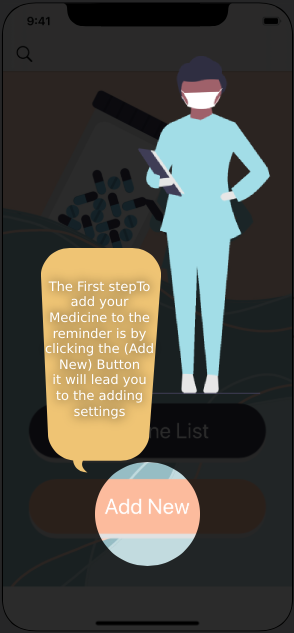 9:41
The First stepTo
add your
Medicine to the
reminder is by
clicking the (Add
New) Button
it will lead you
to the adding
settings
ne List
Add New